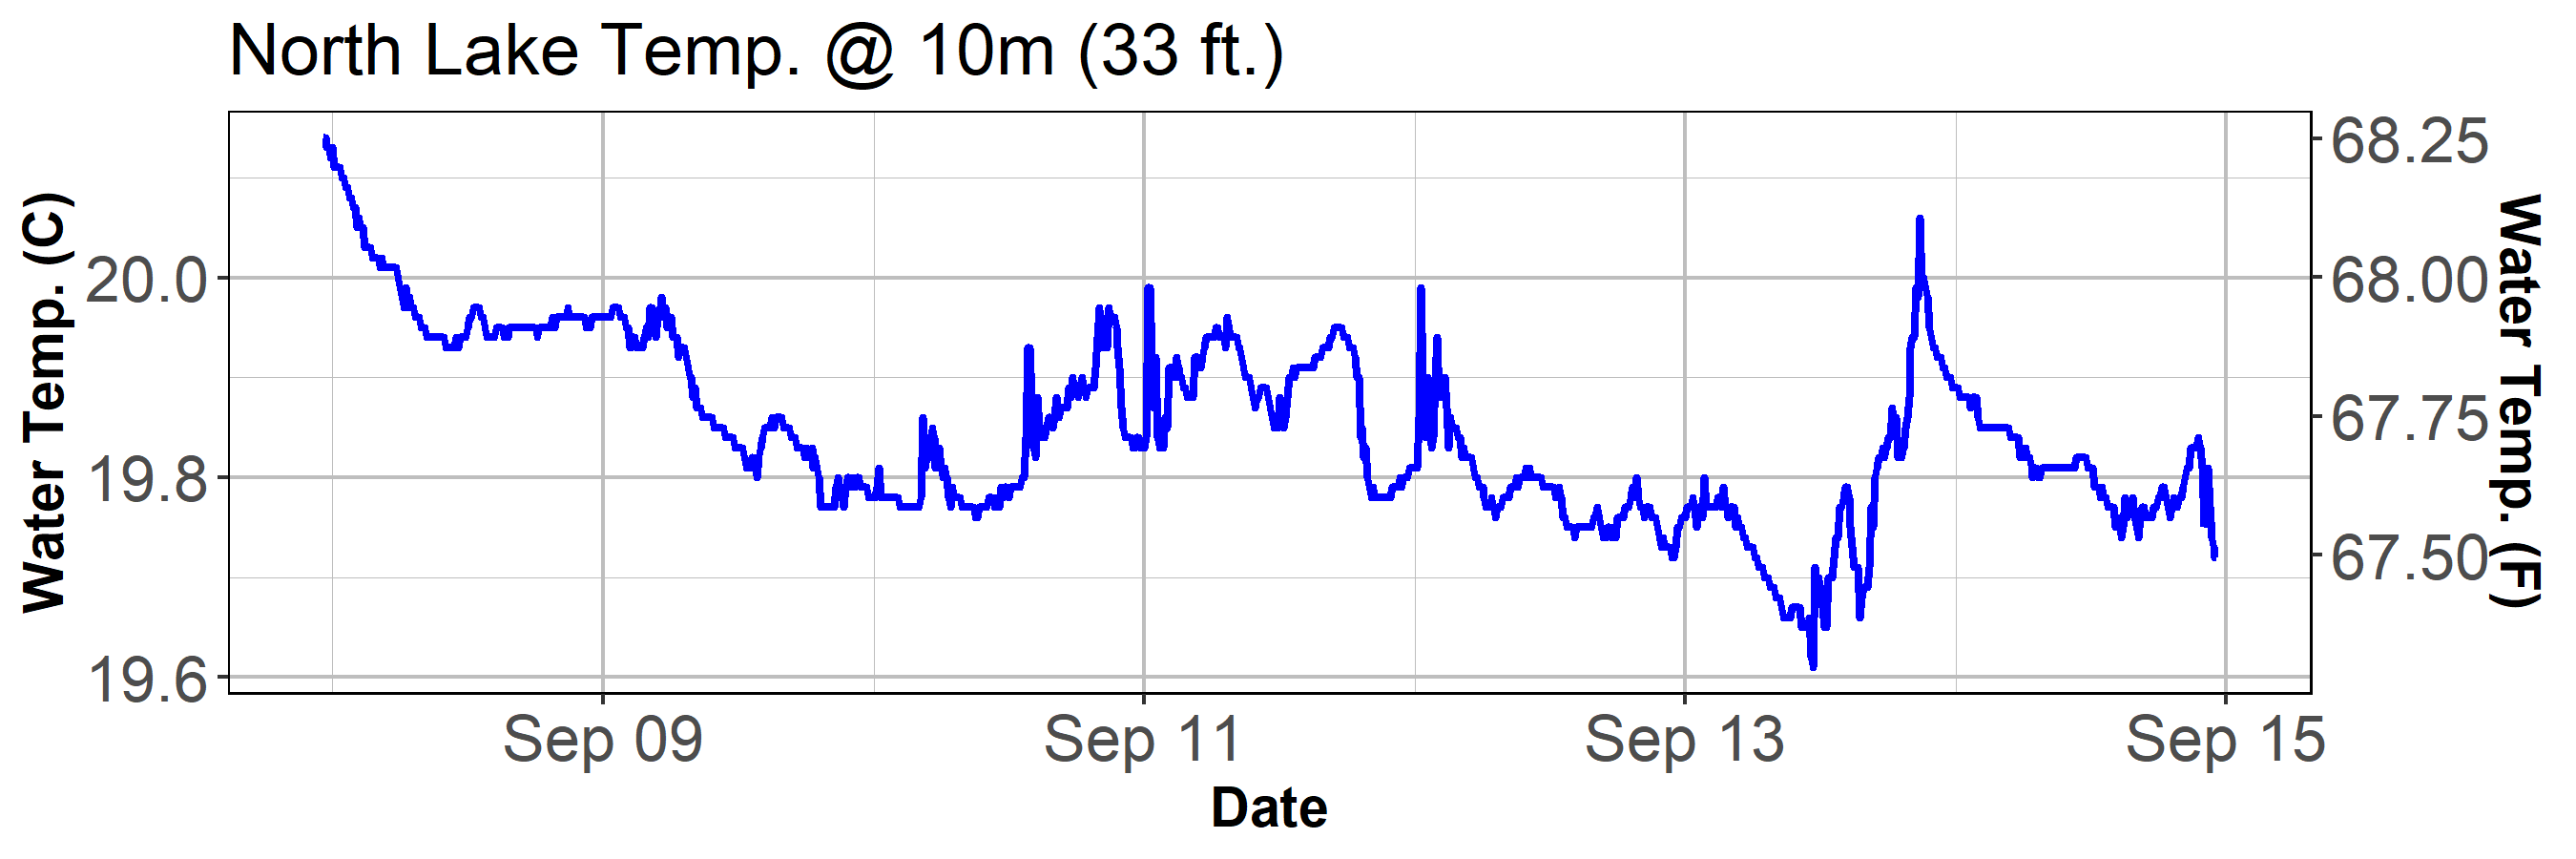 North Lake Temp. @ 10m (33 ft.)
Water Temp. (C)
20.0
19.8
19.6
68.25
68.00
67.75
67.50
Water Temp. (F)
Sep 09
Sep 11
Sep 13
Sep 15
Date